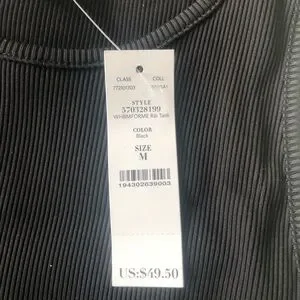 CLASS COLL
STYLE
570328199
WHBMFORME Rib Tank
COLOR
Black
SIZE
M
194302639003
US:$49.50